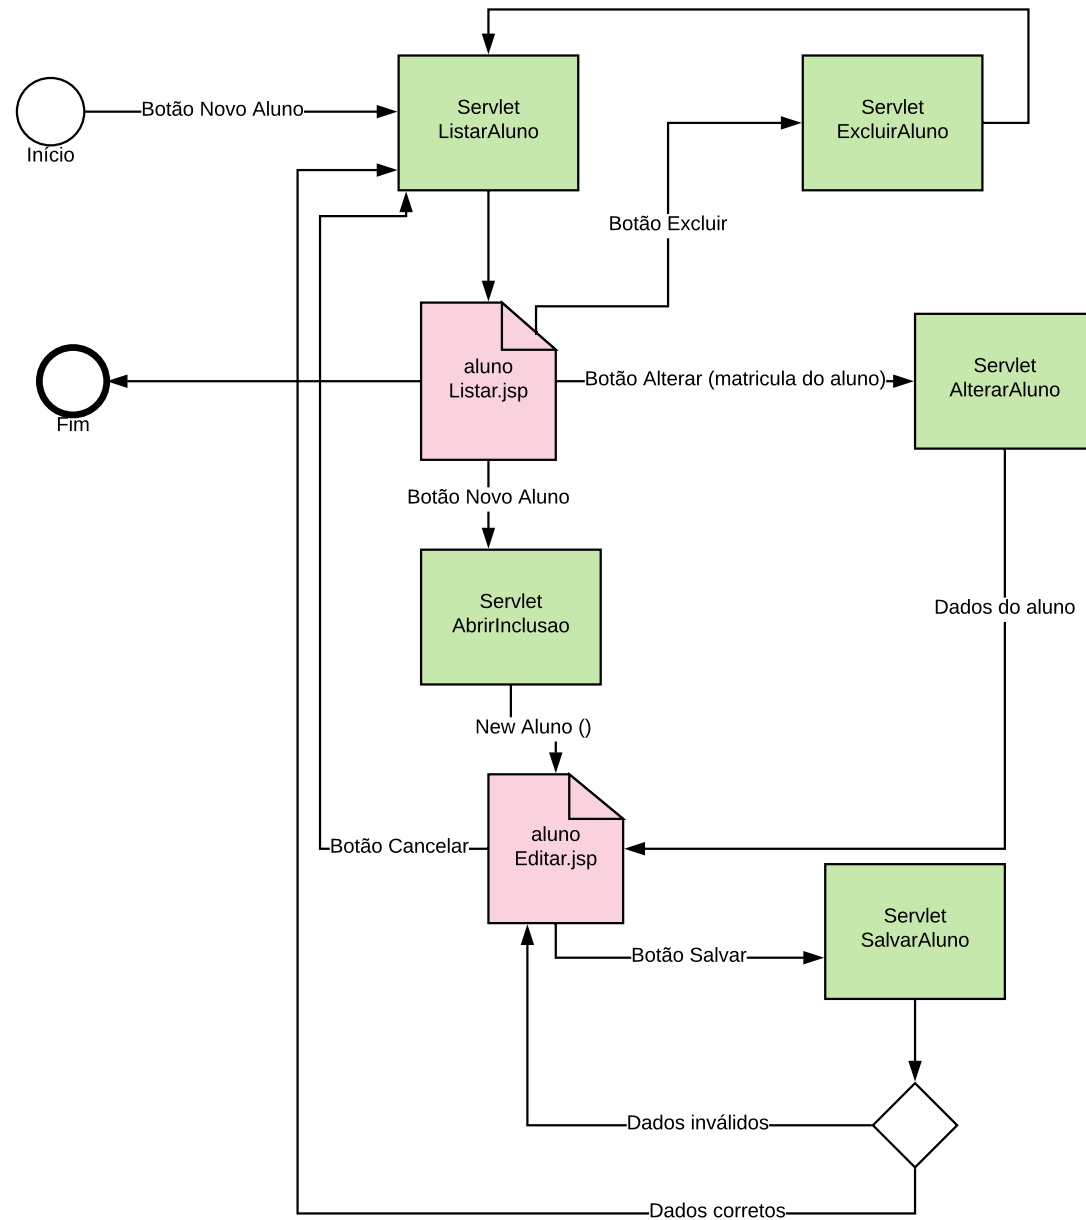 Botão Novo Aluno
Início
Servlet
ListarAluno
Servlet
ExcluirAluno
Botão Excluir
Fim
aluno
Listar.jsp
Botão Alterar (matricula do aluno)
Servlet
AlterarAluno
Botão Novo Aluno
Servlet
AbrirInclusao
Dados do aluno
New Aluno ()
aluno
Editar.jsp
Botão Cancelar
Servlet
SalvarAluno
Botão Salvar
Dados inválidos
Dados corretos